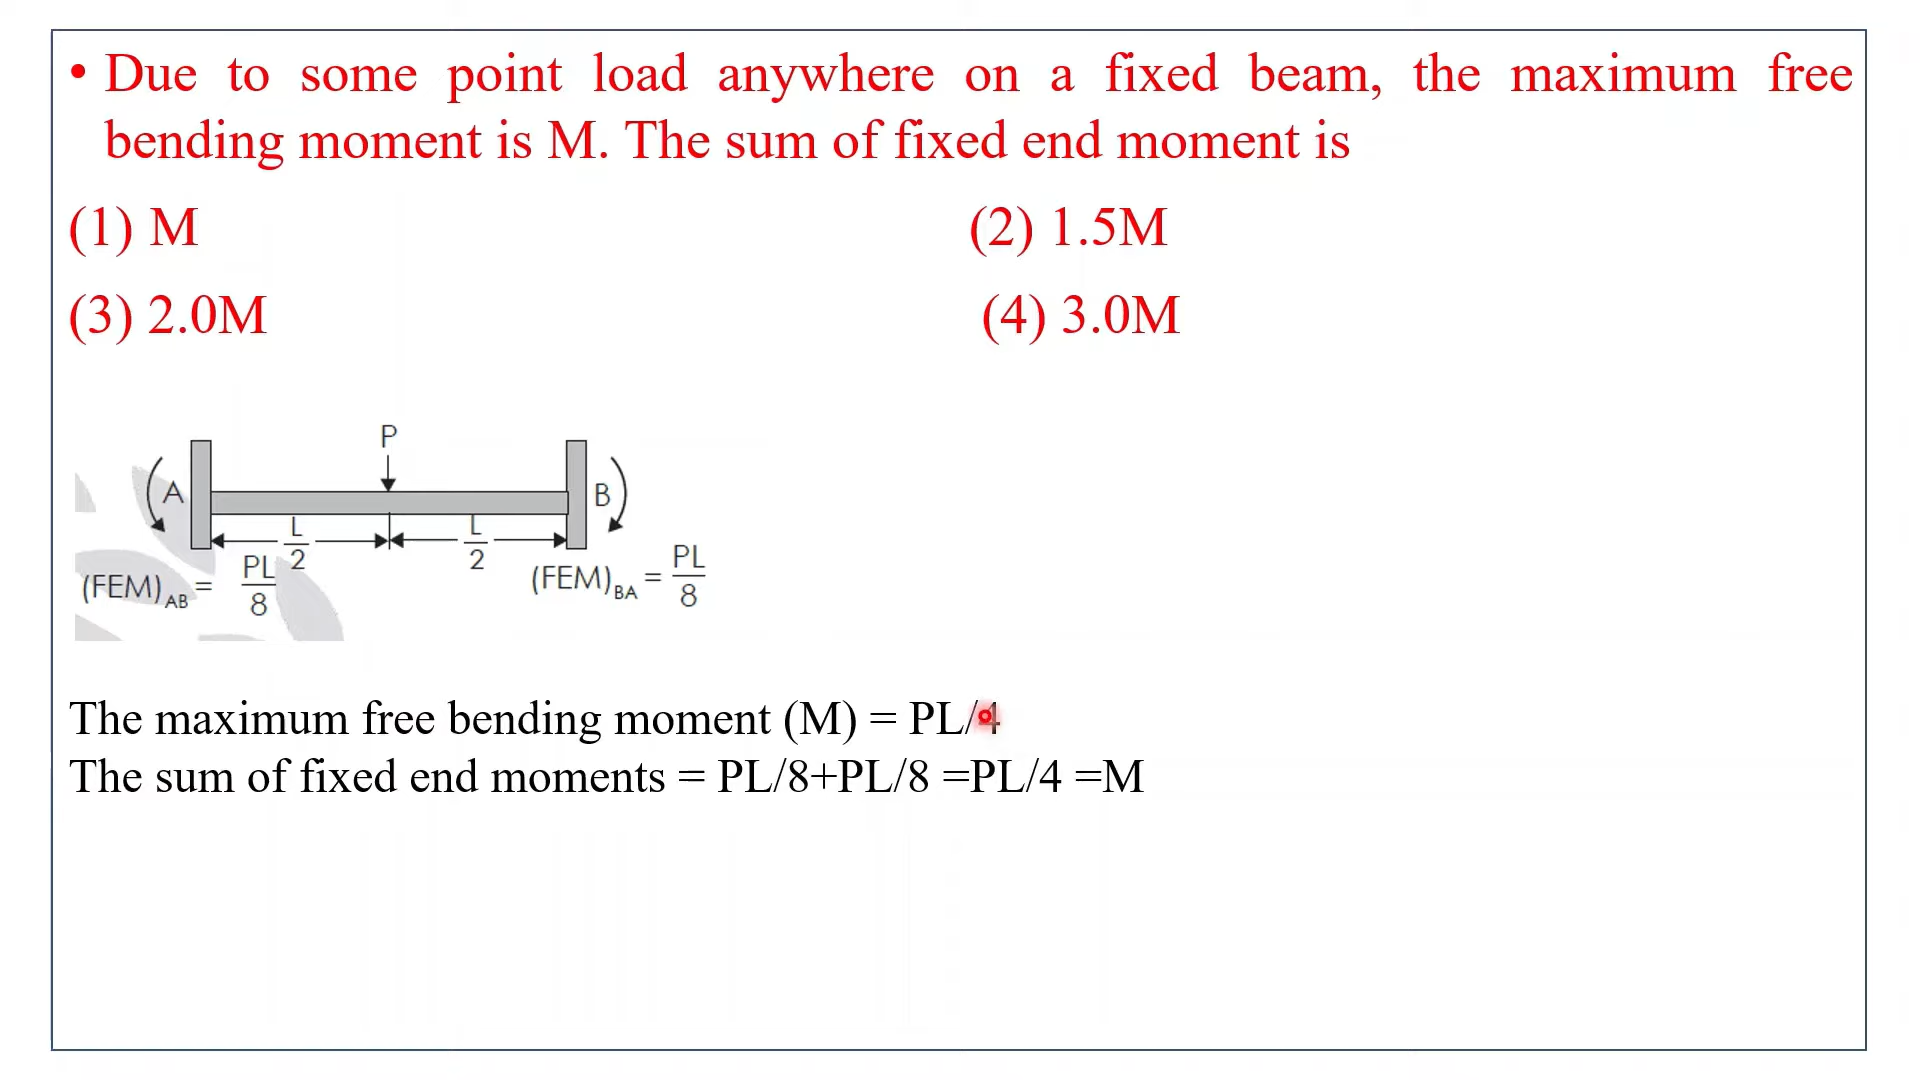 • Due to some point load anywhere on a fixed beam, the maximum free
bending moment is M. The sum of fixed end moment is
(1) M (2) 1.5M
(3) 2.0M (4) 3.0M
P
A B
L/2 L/2
(FEM)AB = PL/8 (FEM)BA = PL/8
The maximum free bending moment (M) = PL/4
The sum of fixed end moments = PL/8+PL/8 =PL/4 =M